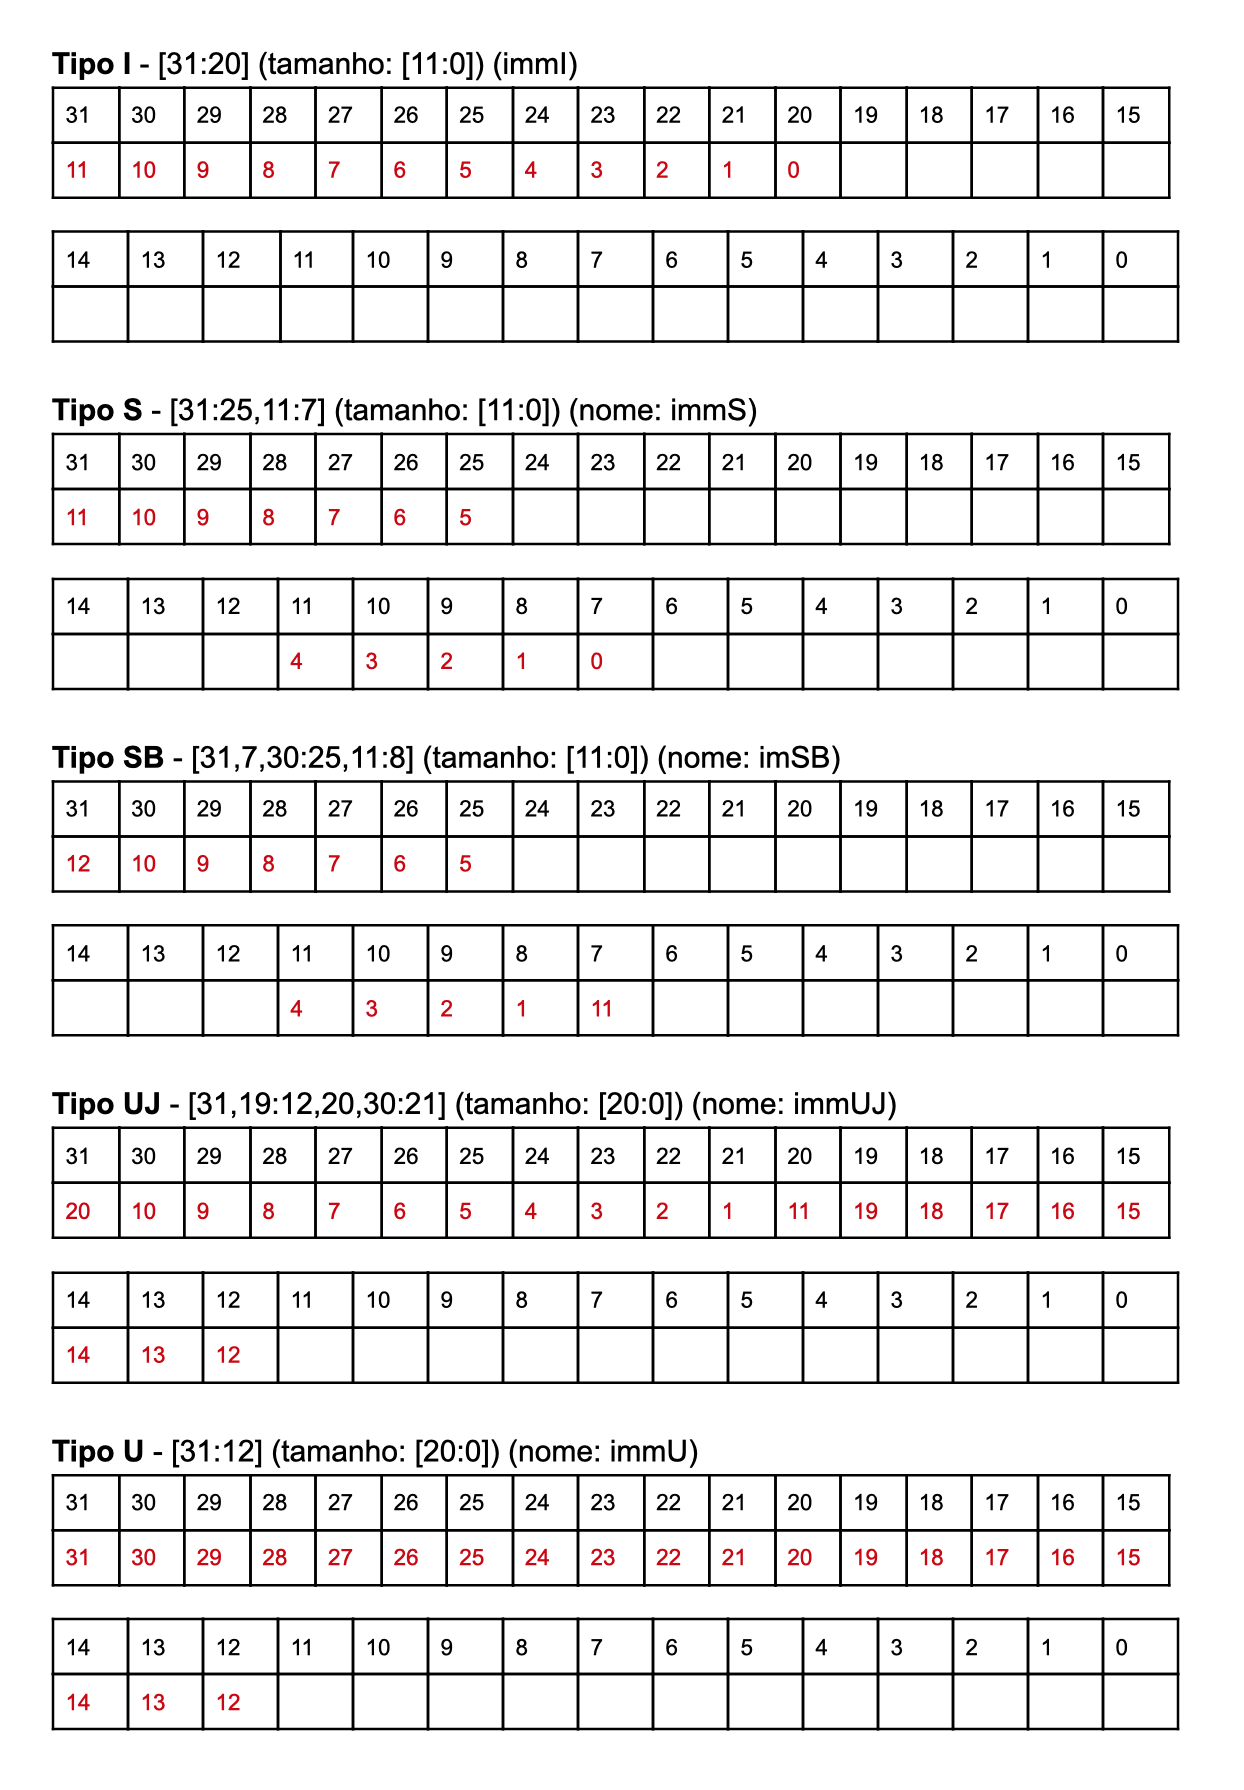 Tipo I - [31:20] (tamanho: [11:0]) (immI)
31 30 29 28 27 26 25 24 23 22 21 20 19 18 17 16 15
11 10 9 8 7 6 5 4 3 2 1 0
14 13 12 11 10 9 8 7 6 5 4 3 2 1 0
Tipo S - [31:25,11:7] (tamanho: [11:0]) (nome: immS)
31 30 29 28 27 26 25 24 23 22 21 20 19 18 17 16 15
11 10 9 8 7 6 5
14 13 12 11 10 9 8 7 6 5 4 3 2 1 0
4 3 2 1 0
Tipo SB - [31,7,30:25,11:8] (tamanho: [11:0]) (nome: imSB)
31 30 29 28 27 26 25 24 23 22 21 20 19 18 17 16 15
12 10 9 8 7 6 5
14 13 12 11 10 9 8 7 6 5 4 3 2 1 0
4 3 2 1 11
Tipo UJ - [31,19:12,20,30:21] (tamanho: [20:0]) (nome: immUJ)
31 30 29 28 27 26 25 24 23 22 21 20 19 18 17 16 15
20 10 9 8 7 6 5 4 3 2 1 11 19 18 17 16 15
14 13 12 11 10 9 8 7 6 5 4 3 2 1 0
14 13 12
Tipo U - [31:12] (tamanho: [20:0]) (nome: immU)
31 30 29 28 27 26 25 24 23 22 21 20 19 18 17 16 15
31 30 29 28 27 26 25 24 23 22 21 20 19 18 17 16 15
14 13 12 11 10 9 8 7 6 5 4 3 2 1 0
14 13 12